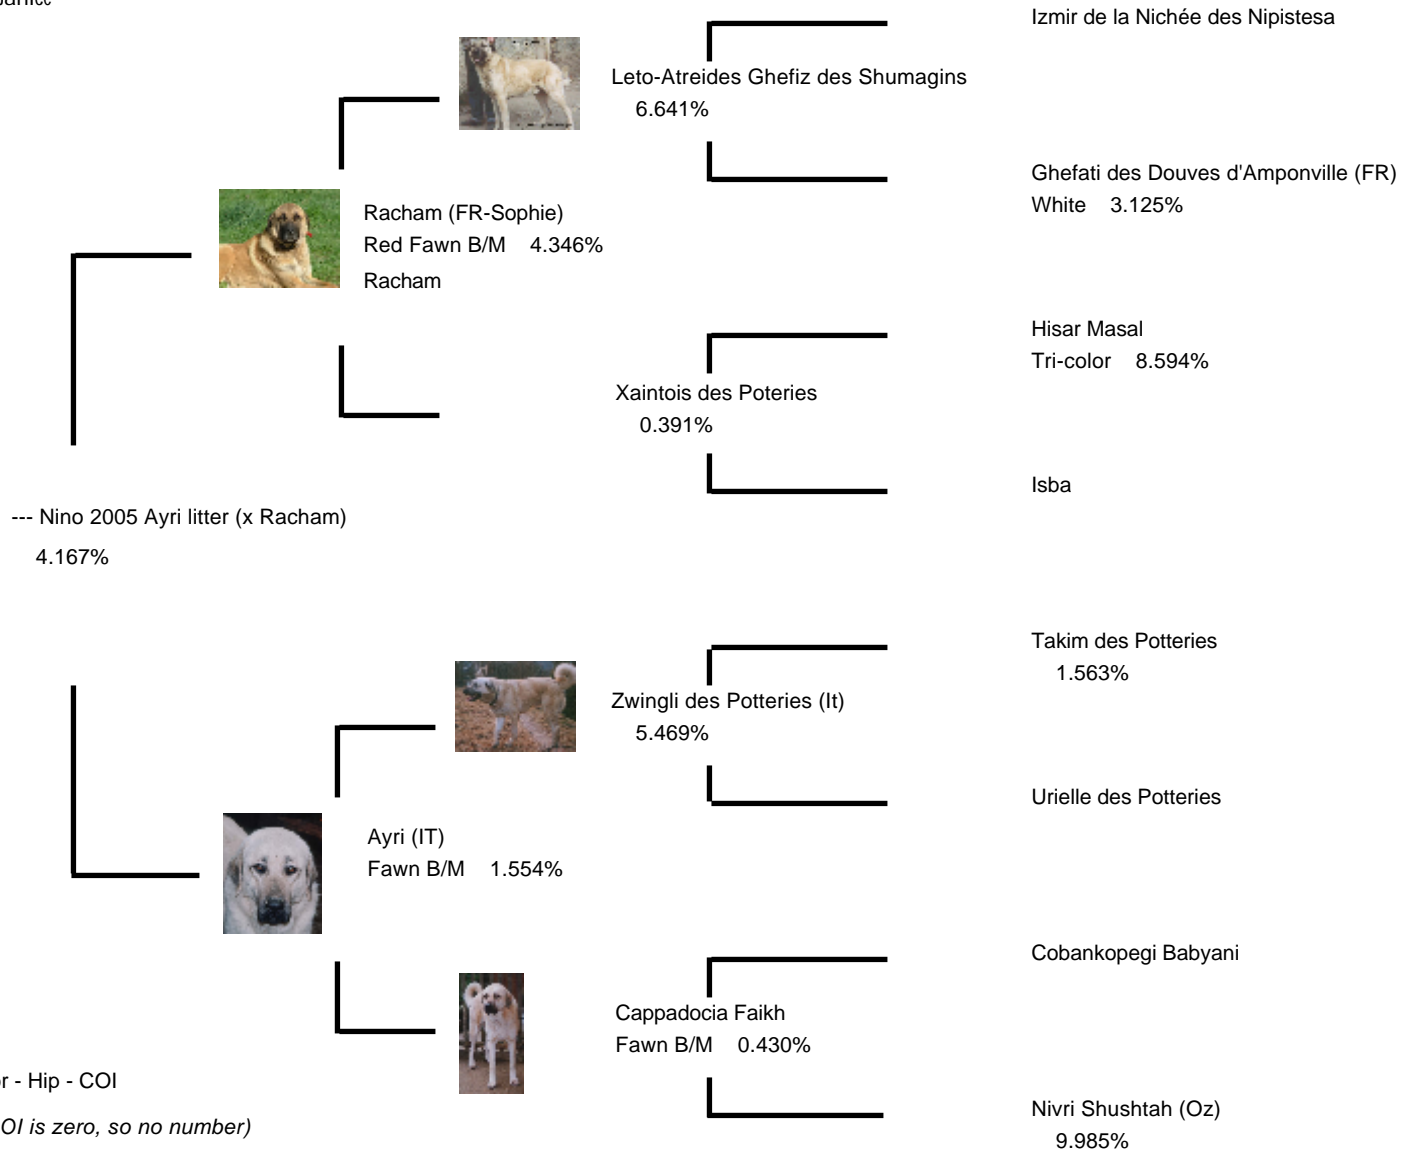 Izmir de la Nichée des Nipistesa
Leto-Atreides Ghefiz des Shumagins
6.641%
Ghefati des Douves d'Amponville (FR)
White 3.125%
Racham (FR-Sophie)
Red Fawn B/M 4.346%
Racham
Hisar Masal
Tri-color 8.594%
Xaintois des Poteries
0.391%
Isba
--- Nino 2005 Ayri litter (x Racham)
4.167%
Takim des Potteries
1.563%
Zwingli des Potteries (It)
5.469%
Urielle des Potteries
Ayri (IT)
Fawn B/M 1.554%
Cobankopegi Babyani
Cappadocia Faikh
Fawn B/M 0.430%
r - Hip - COI
Nivri Shushtah (Oz)
OI is zero, so no number)
9.985%